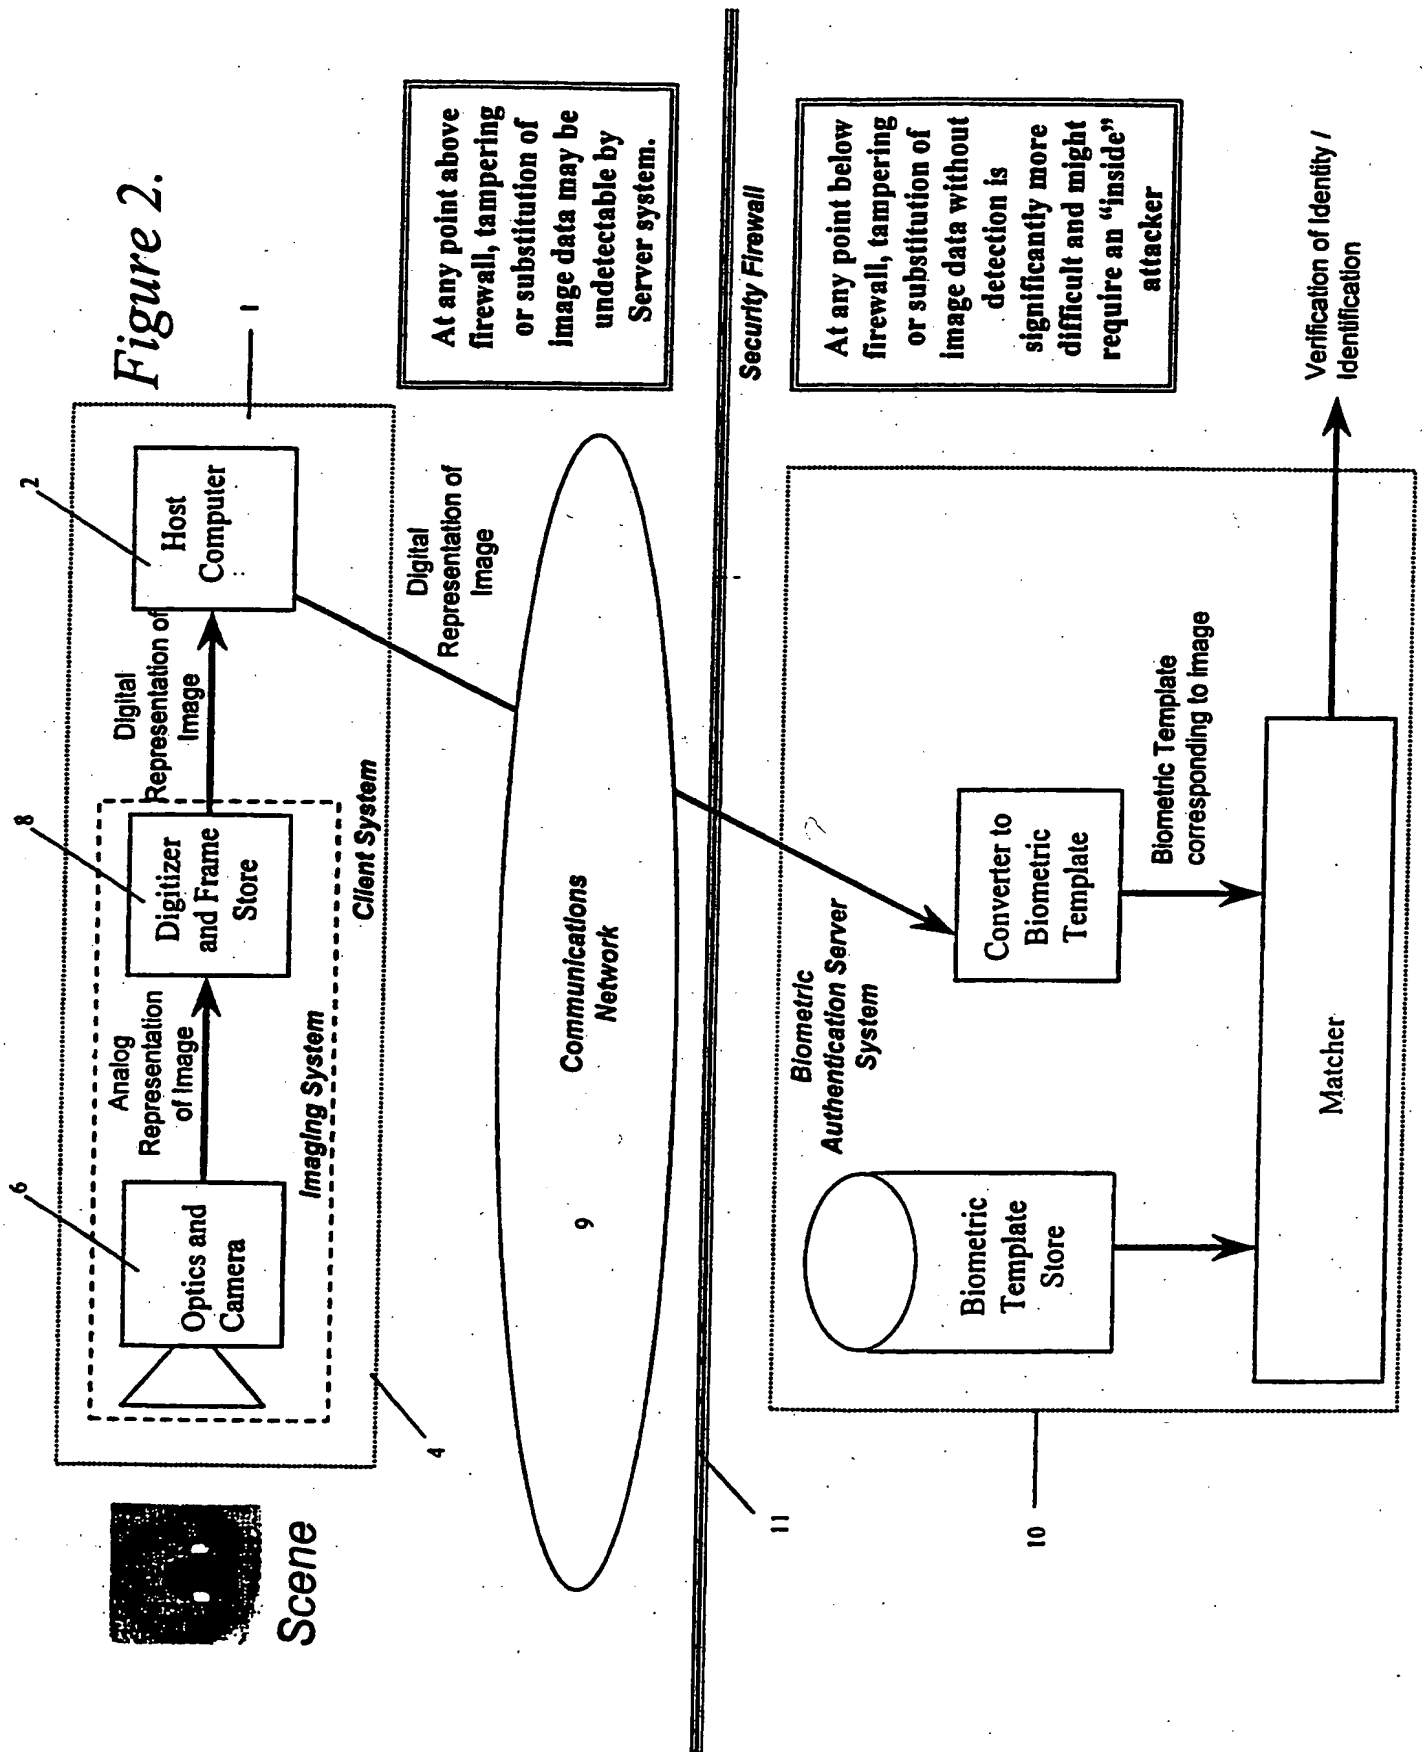 Figure 2.
2
8
6
1
Host
Computer
Digital
Representation of
Image
Digitizer
and Frame
Store
Analog
Representation
of Image
Optics and
Camera
Imaging System
Client System
4
Scene
At any point above
firewall, tampering
or substitution of
image data may be
undetectable by
Server system.
Digital
Representation of
Image
Communications
Network
9
Security Firewall
11
At any point below
firewall, tampering
or substitution of
image data without
detection is
significantly more
difficult and might
require an “inside”
attacker
Biometric
Authentication Server
System
Converter to
Biometric
Template
Biometric
Template
Store
Biometric Template
corresponding to image
Matcher
Verification of Identity /
Identification
10